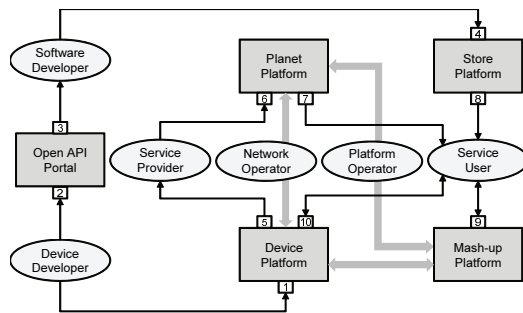 4
Software
Developer
Planet
Platform
Store
Platform
6
7
8
3
Open API
Portal
Service
Provider
Network
Operator
Platform
Operator
Service
User
2
5
10
9
Device
Developer
Device
Platform
Mash-up
Platform
1